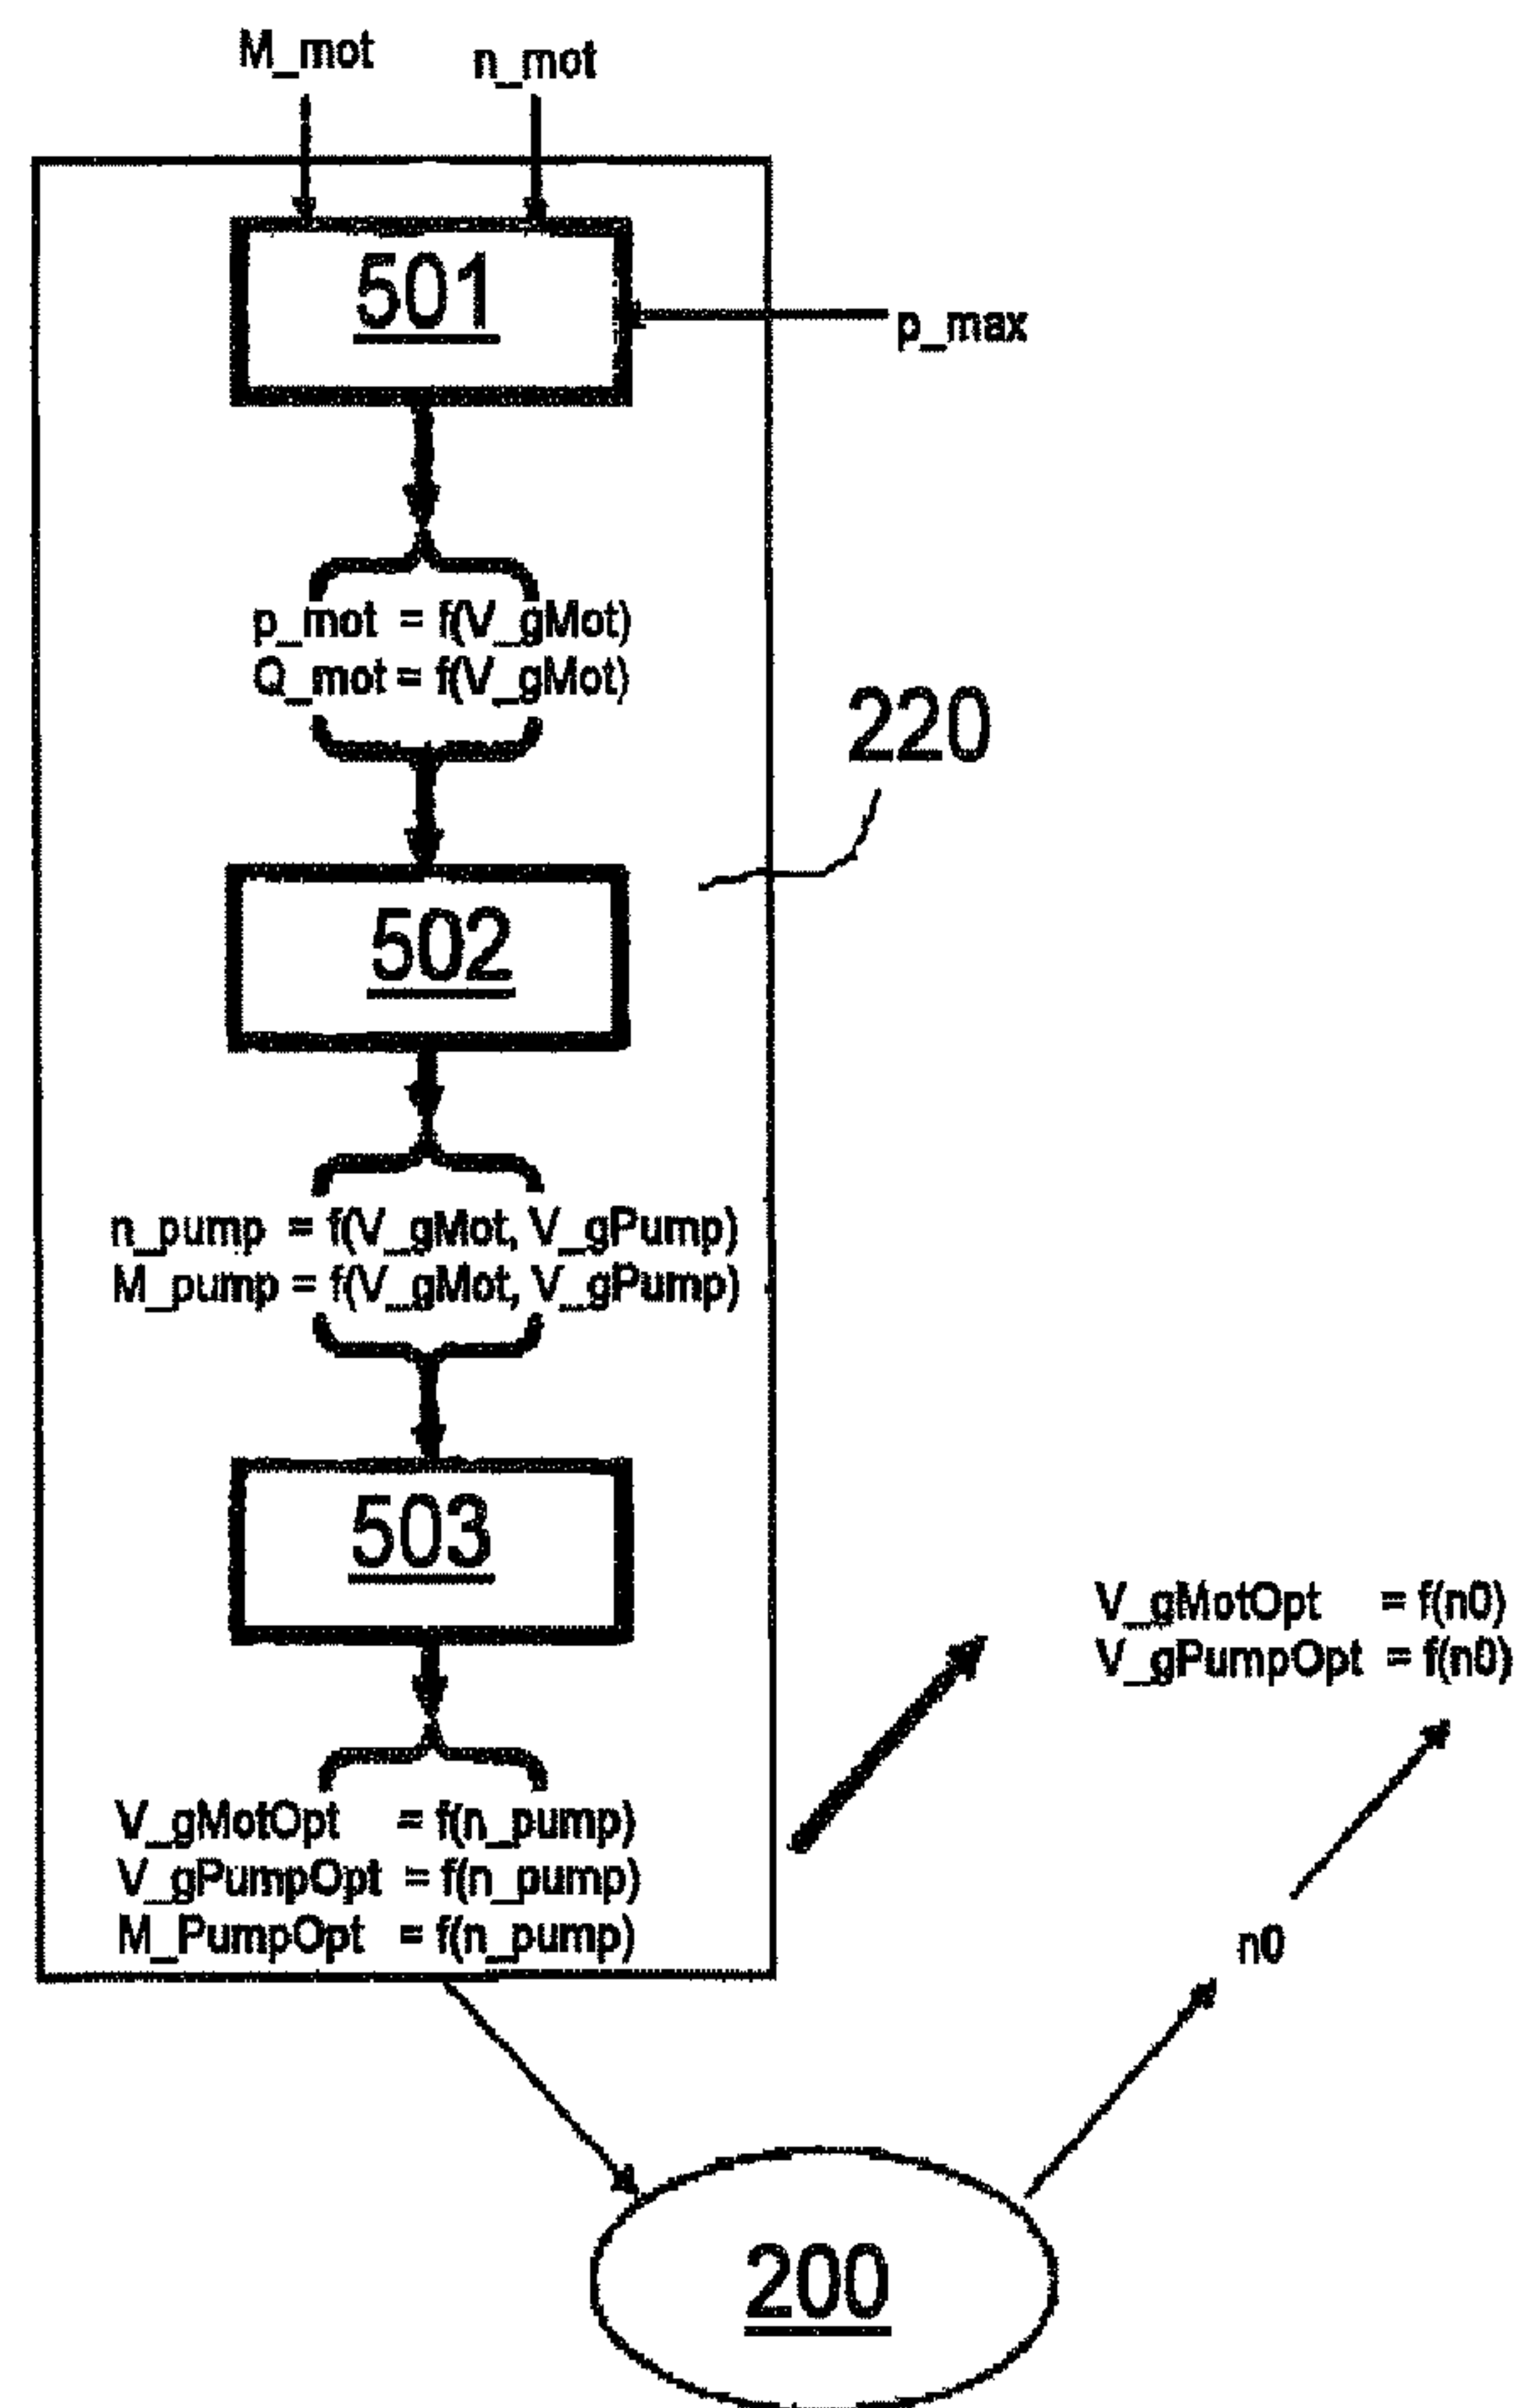 M_mot
n_mot
501
p_max
p_mot = f(V_gMot)
Q_mot = f(V_gMot)
220
502
n_pump = f(V_gMot, V_gPump)
M_pump = f(V_gMot, V_gPump)
503
V_gMotOpt = f(n0)
V_gPumpOpt = f(n0)
V_gMotOpt = f(n_pump)
V_gPumpOpt = f(n_pump)
M_PumpOpt = f(n_pump)
n0
200